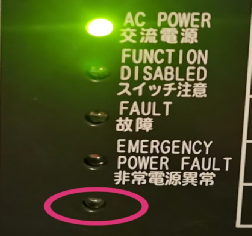 AC POWER
交流電源
FUNCTION
DISABLED
スイッチ注意
FAULT
故障
EMERGENCY
POWER FAULT
非常電源異常